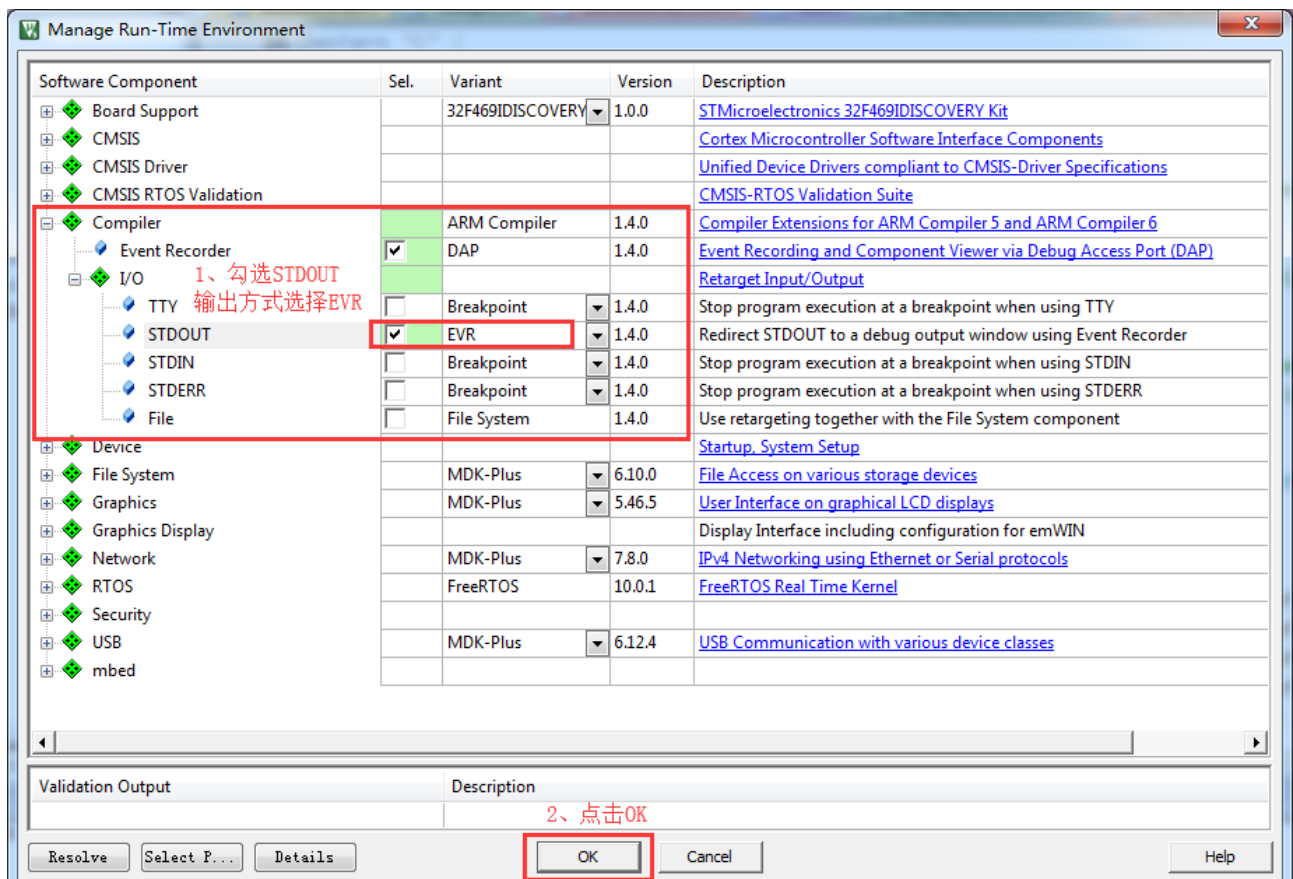 Manage Run-Time Environment
Software Component Sel. Variant Version Description
Board Support 32F469IDISCOVERY 1.0.0 STMicroelectronics 32F469IDISCOVERY Kit
CMSIS Cortex Microcontroller Software Interface Components
CMSIS Driver Unified Device Drivers compliant to CMSIS-Driver Specifications
CMSIS RTOS Validation CMSIS-RTOS Validation Suite
Compiler ARM Compiler 1.4.0 Compiler Extensions for ARM Compiler 5 and ARM Compiler 6
Event Recorder DAP 1.4.0 Event Recording and Component Viewer via Debug Access Port (DAP)
I/O 1、勾选STDOUT Retarget Input/Output
TTY 输出方式选择EVR Breakpoint 1.4.0 Stop program execution at a breakpoint when using TTY
STDOUT EVR 1.4.0 Redirect STDOUT to a debug output window using Event Recorder
STDIN Breakpoint 1.4.0 Stop program execution at a breakpoint when using STDIN
STDERR Breakpoint 1.4.0 Stop program execution at a breakpoint when using STDERR
File File System 1.4.0 Use retargeting together with the File System component
Device Startup, System Setup
File System MDK-Plus 6.10.0 File Access on various storage devices
Graphics MDK-Plus 5.46.5 User Interface on graphical LCD displays
Graphics Display Display Interface including configuration for emWIN
Network MDK-Plus 7.8.0 IPv4 Networking using Ethernet or Serial protocols
RTOS FreeRTOS 10.0.1 FreeRTOS Real Time Kernel
Security
USB MDK-Plus 6.12.4 USB Communication with various device classes
mbed
Validation Output Description
2、点击OK
Resolve Select P... Details OK Cancel Help